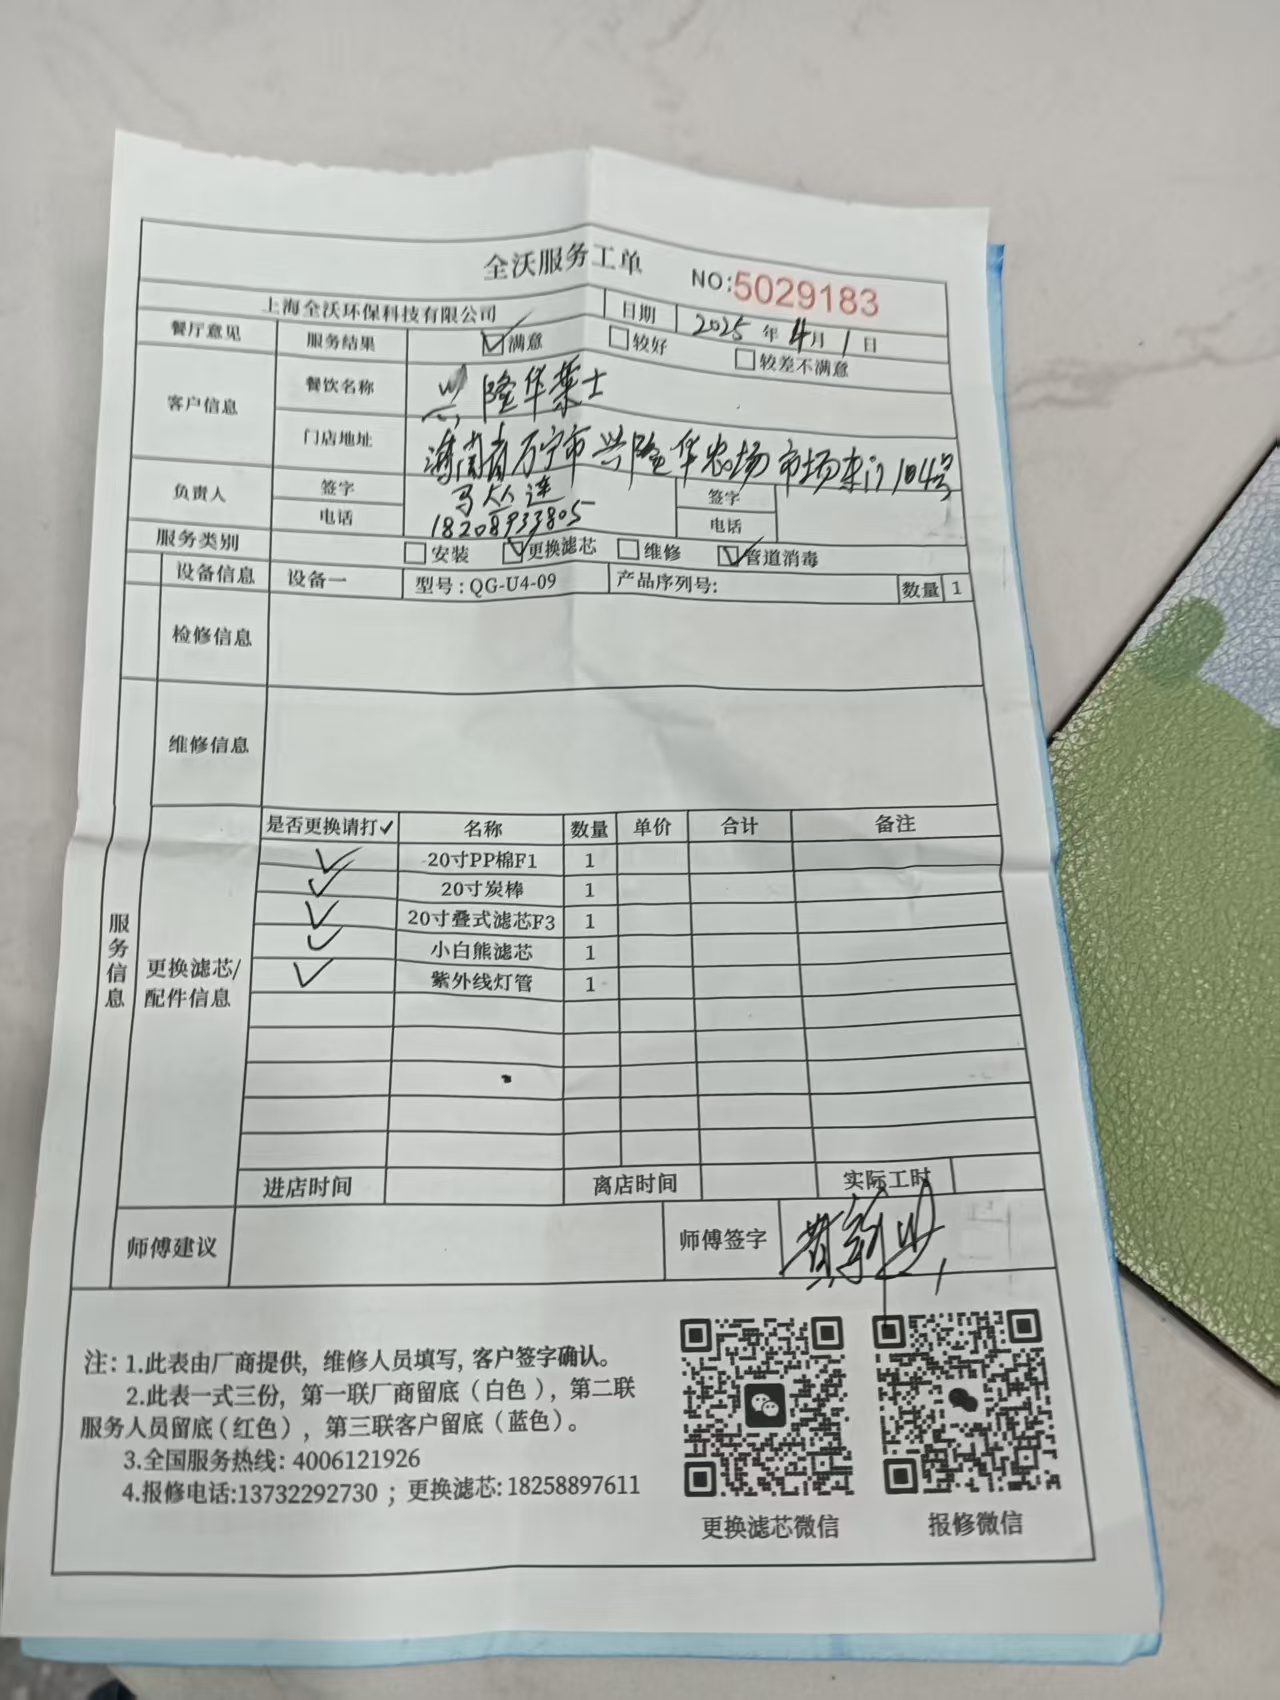 全沃服务工单 NO:5029183
上海全沃环保科技有限公司 日期 2025年4月1日
餐厅意见 服务结果 满意 较好 较差不满意
客户信息 餐饮名称 隆华莱士
门店地址 海南省万宁市兴隆华农场市场东门104号
负责人 签字 签字
电话 18208933805 电话
服务类别 安装 更换滤芯 维修 管道消毒
设备信息 设备一 型号:QG-U4-09 产品序列号: 数量 1
检修信息
维修信息
服务信息
更换滤芯/
配件信息
是否更换请打✓ 名称 数量 单价 合计 备注
✓ 20寸PP棉F1 1
✓ 20寸炭棒 1
✓ 20寸叠式滤芯F3 1
✓ 小白熊滤芯 1
✓ 紫外线灯管 1
进店时间 离店时间 实际工时
师傅建议 师傅签字
注:1.此表由厂商提供,维修人员填写,客户签字确认。
2.此表一式三份,第一联厂商留底(白色),第二联
服务人员留底(红色),第三联客户留底(蓝色)。
3.全国服务热线:4006121926
4.报修电话:13732292730;更换滤芯:18258897611
更换滤芯微信 报修微信